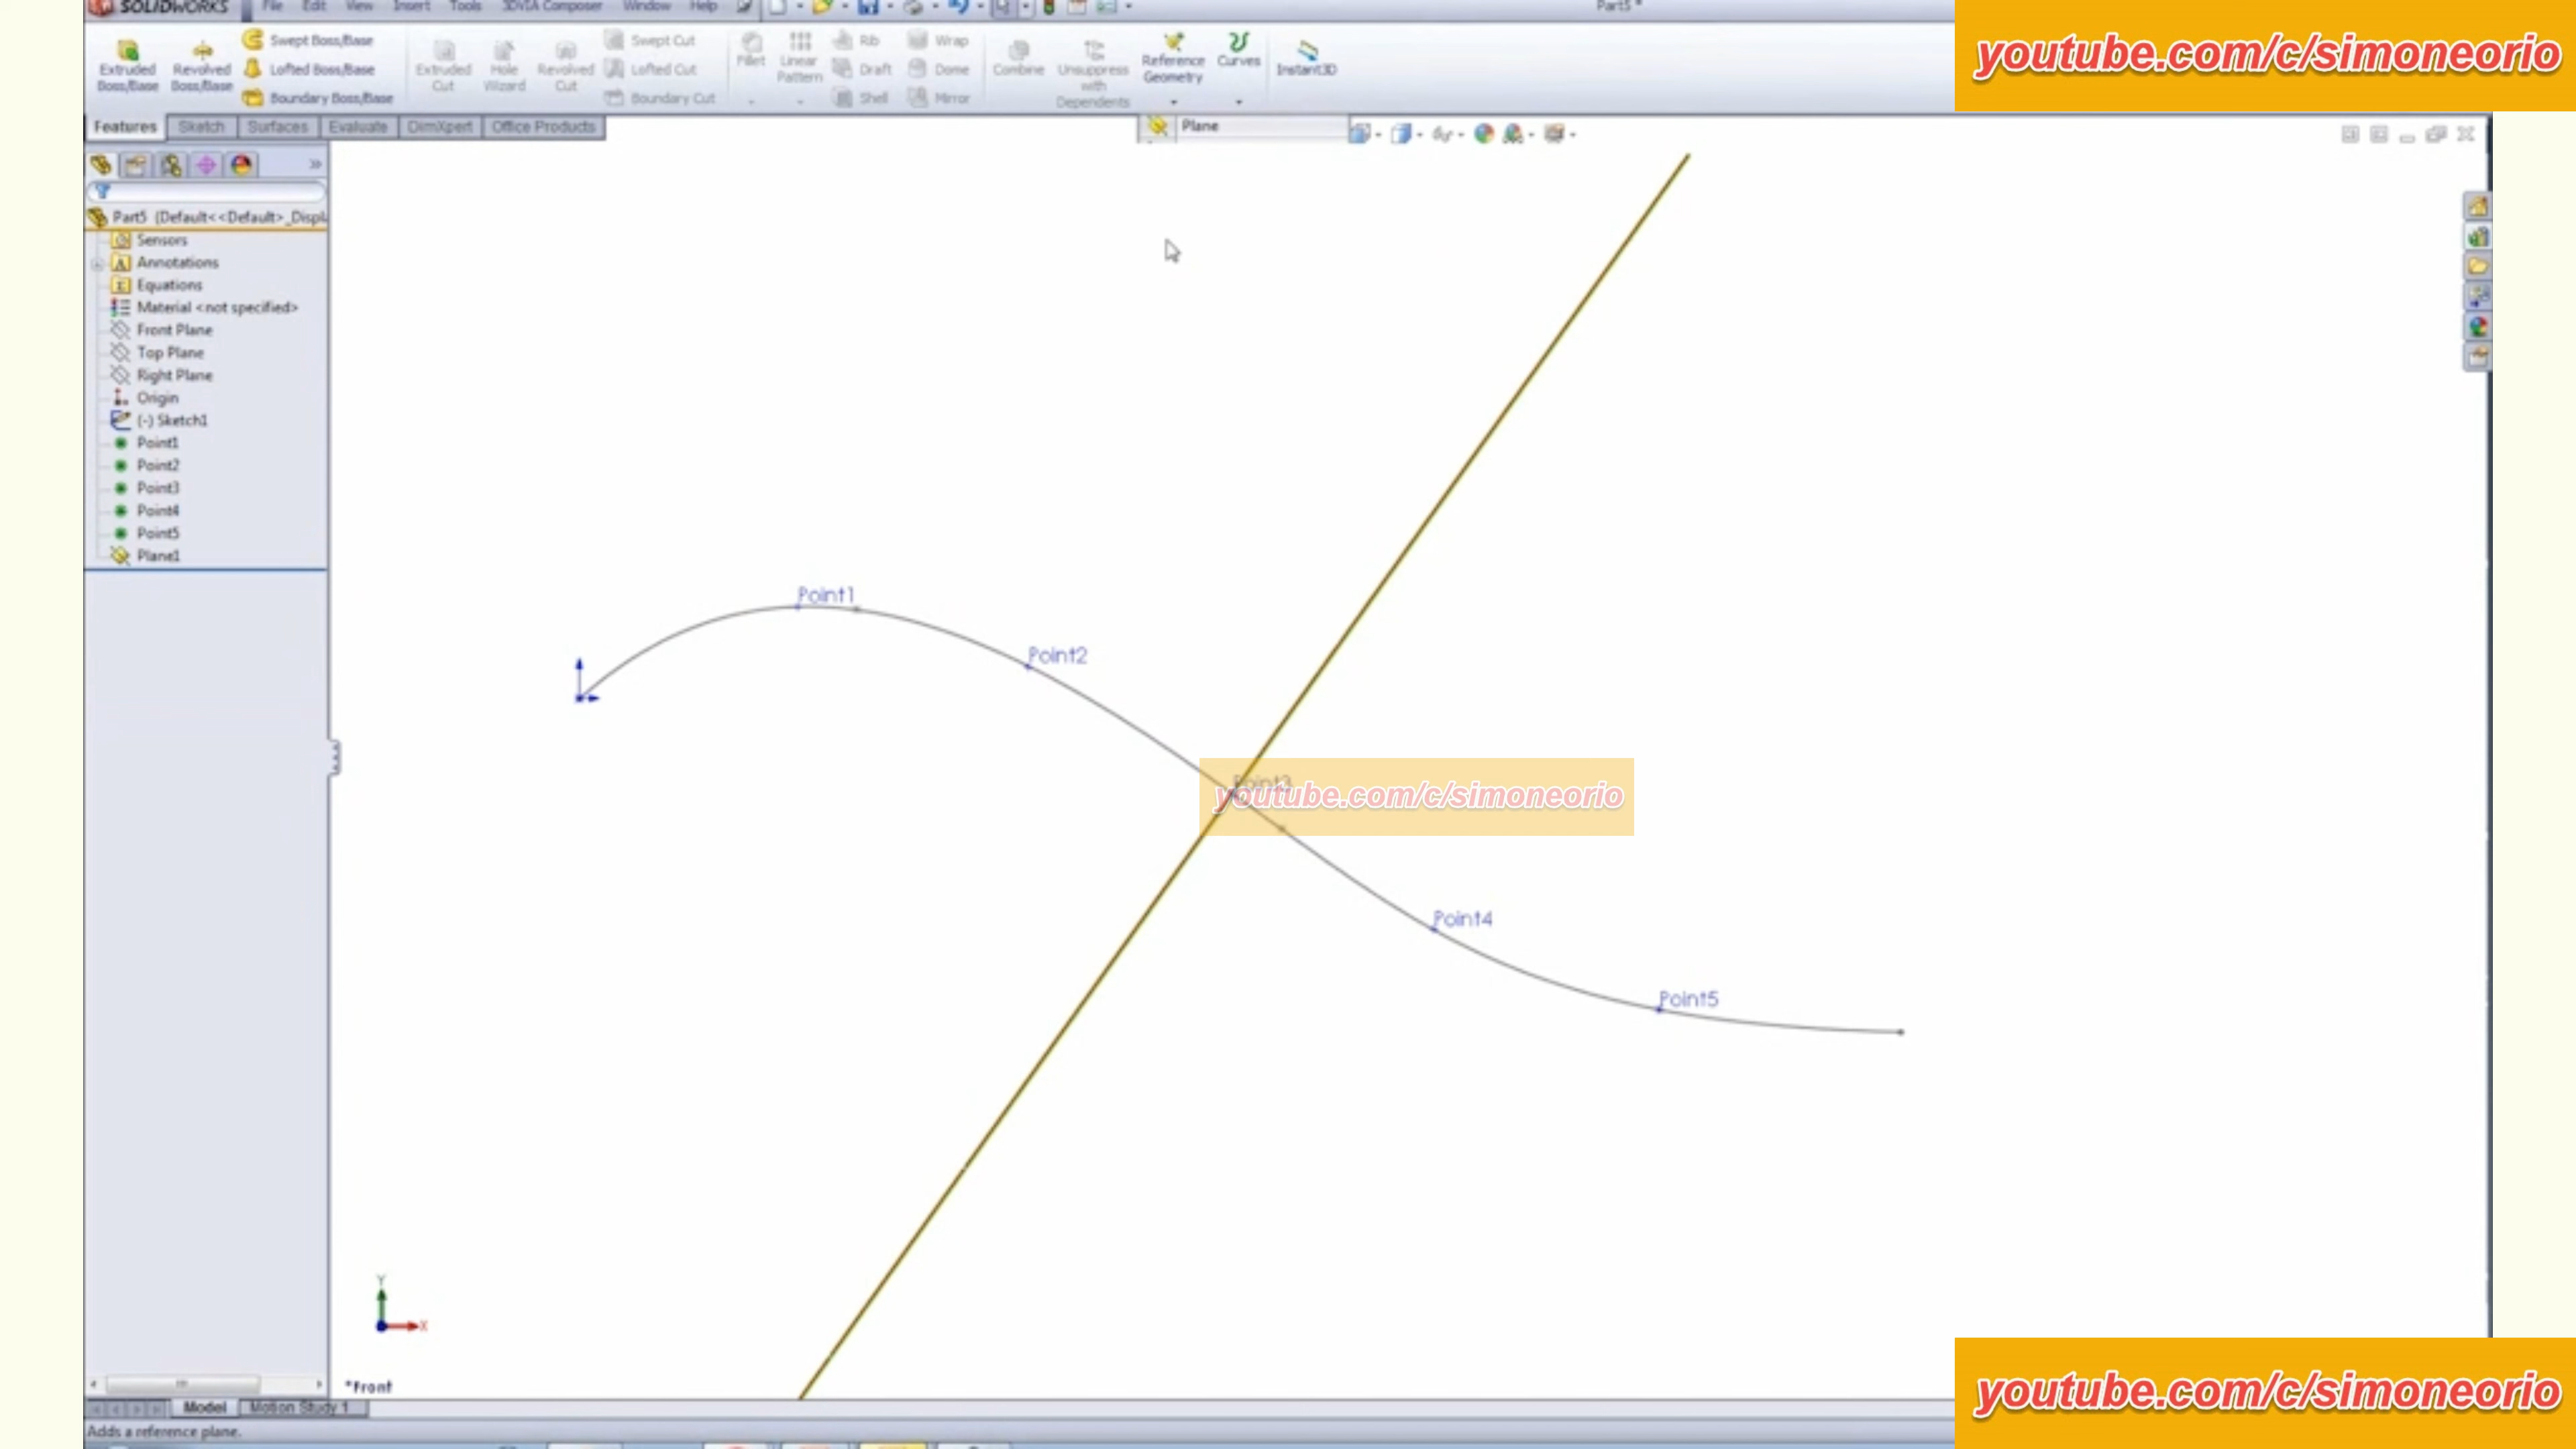 SOLIDWORKS File Edit View Insert Tools 3DVIA Composer Window Help Part5 *
youtube.com/c/simoneorio
Extruded Boss/Base
Revolved Boss/Base
Swept Boss/Base
Lofted Boss/Base
Boundary Boss/Base
Extruded Cut
Hole Wizard
Revolved Cut
Swept Cut
Lofted Cut
Boundary Cut
Fillet
Linear Pattern
Rib
Draft
Shell
Wrap
Dome
Mirror
Combine
Unsuppress with Dependents
Reference Geometry
Curves
Instant3D
Features Sketch Surfaces Evaluate DimXpert Office Products
Plane
Part5 (Default<<Default>_Displ
Sensors
Annotations
Equations
Material <not specified>
Front Plane
Top Plane
Right Plane
Origin
(-) Sketch1
Point1
Point2
Point3
Point4
Point5
Plane1
Point1
Point2
Point3
youtube.com/c/simoneorio
Point4
Point5
Y
X
*Front
Model Motion Study 1
Adds a reference plane.
youtube.com/c/simoneorio